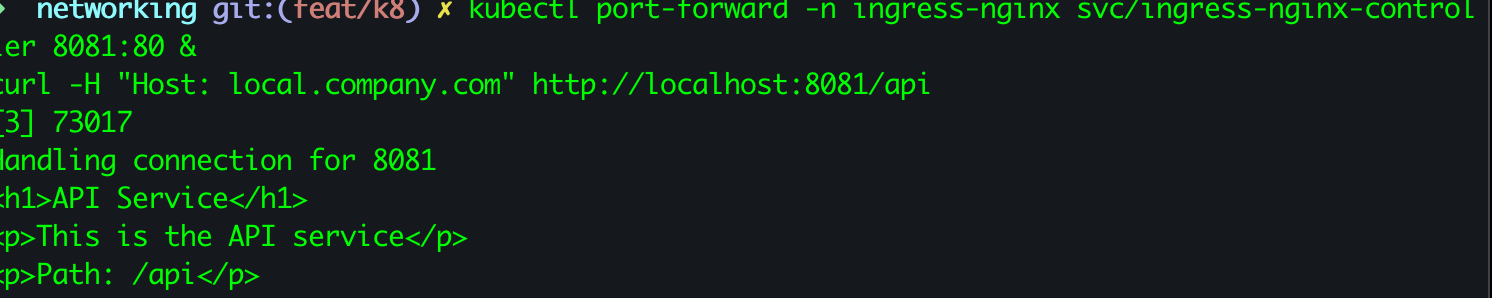 networking git:(feat/k8) ✗ kubectl port-forward -n ingress-nginx svc/ingress-nginx-control
ler 8081:80 &
curl -H "Host: local.company.com" http://localhost:8081/api
[3] 73017
Handling connection for 8081
<h1>API Service</h1>
<p>This is the API service</p>
<p>Path: /api</p>